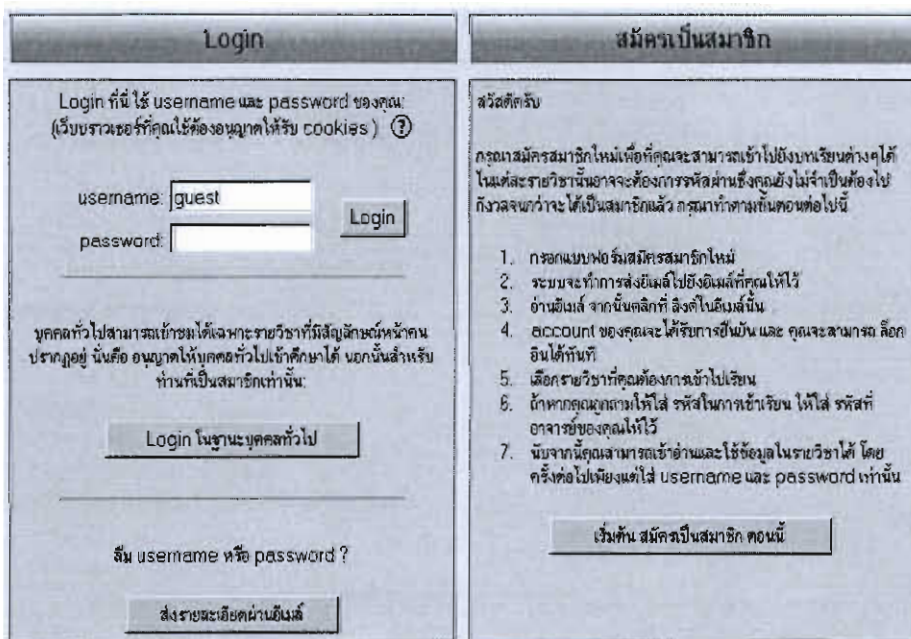 Login
Login ที่นี่ ใช้ username และ password ของคุณ:
(เว็บบราวเซอร์ที่คุณใช้ต้องอนุญาตให้รับ cookies ) ?
username: jguest
Login
password:
บุคคลทั่วไปสามารถเข้าชมได้เฉพาะรายวิชาที่มีสัญลักษณ์หน้าคน
ปรากฏอยู่ นั่นคือ อนุญาตให้บุคคลทั่วไปเข้าศึกษาได้ นอกนั้นสำหรับ
ท่านที่เป็นสมาชิกเท่านั้น:
Login ในฐานะบุคคลทั่วไป
ลืม username หรือ password ?
ส่งรายละเอียดผ่านอีเมล์
สมัครเป็นสมาชิก
สวัสดีครับ
กรุณาสมัครสมาชิกใหม่เพื่อที่คุณจะสามารถเข้าไปยังบทเรียนต่างๆได้
ในแต่ละรายวิชานั้นอาจจะต้องการรหัสผ่านซึ่งคุณยังไม่จำเป็นต้องไป
กังวลจนกว่าจะได้เป็นสมาชิกแล้ว กรุณาทำตามขั้นตอนต่อไปนี้
1. กรอกแบบฟอร์มสมัครสมาชิกใหม่
2. ระบบจะทำการส่งอีเมล์ไปยังอีเมล์ที่คุณให้ไว้
3. อ่านอีเมล์ จากนั้นคลิกที่ ลิงค์ในอีเมล์นั้น
4. account ของคุณจะได้รับการยืนยัน และ คุณจะสามารถ ล็อก
อินได้ทันที
5. เลือกรายวิชาที่คุณต้องการเข้าไปเรียน
6. ถ้าหากคุณถูกถามให้ใส่ รหัสในการเข้าเรียน ให้ใส่ รหัสที่
อาจารย์ของคุณให้ไว้
7. นับจากนี้คุณสามารถเข้าอ่านและใช้ข้อมูลในรายวิชาได้ โดย
ครั้งต่อไปเพียงแต่ใส่ username และ password เท่านั้น
เริ่มต้น สมัครเป็นสมาชิก ตอนนี้